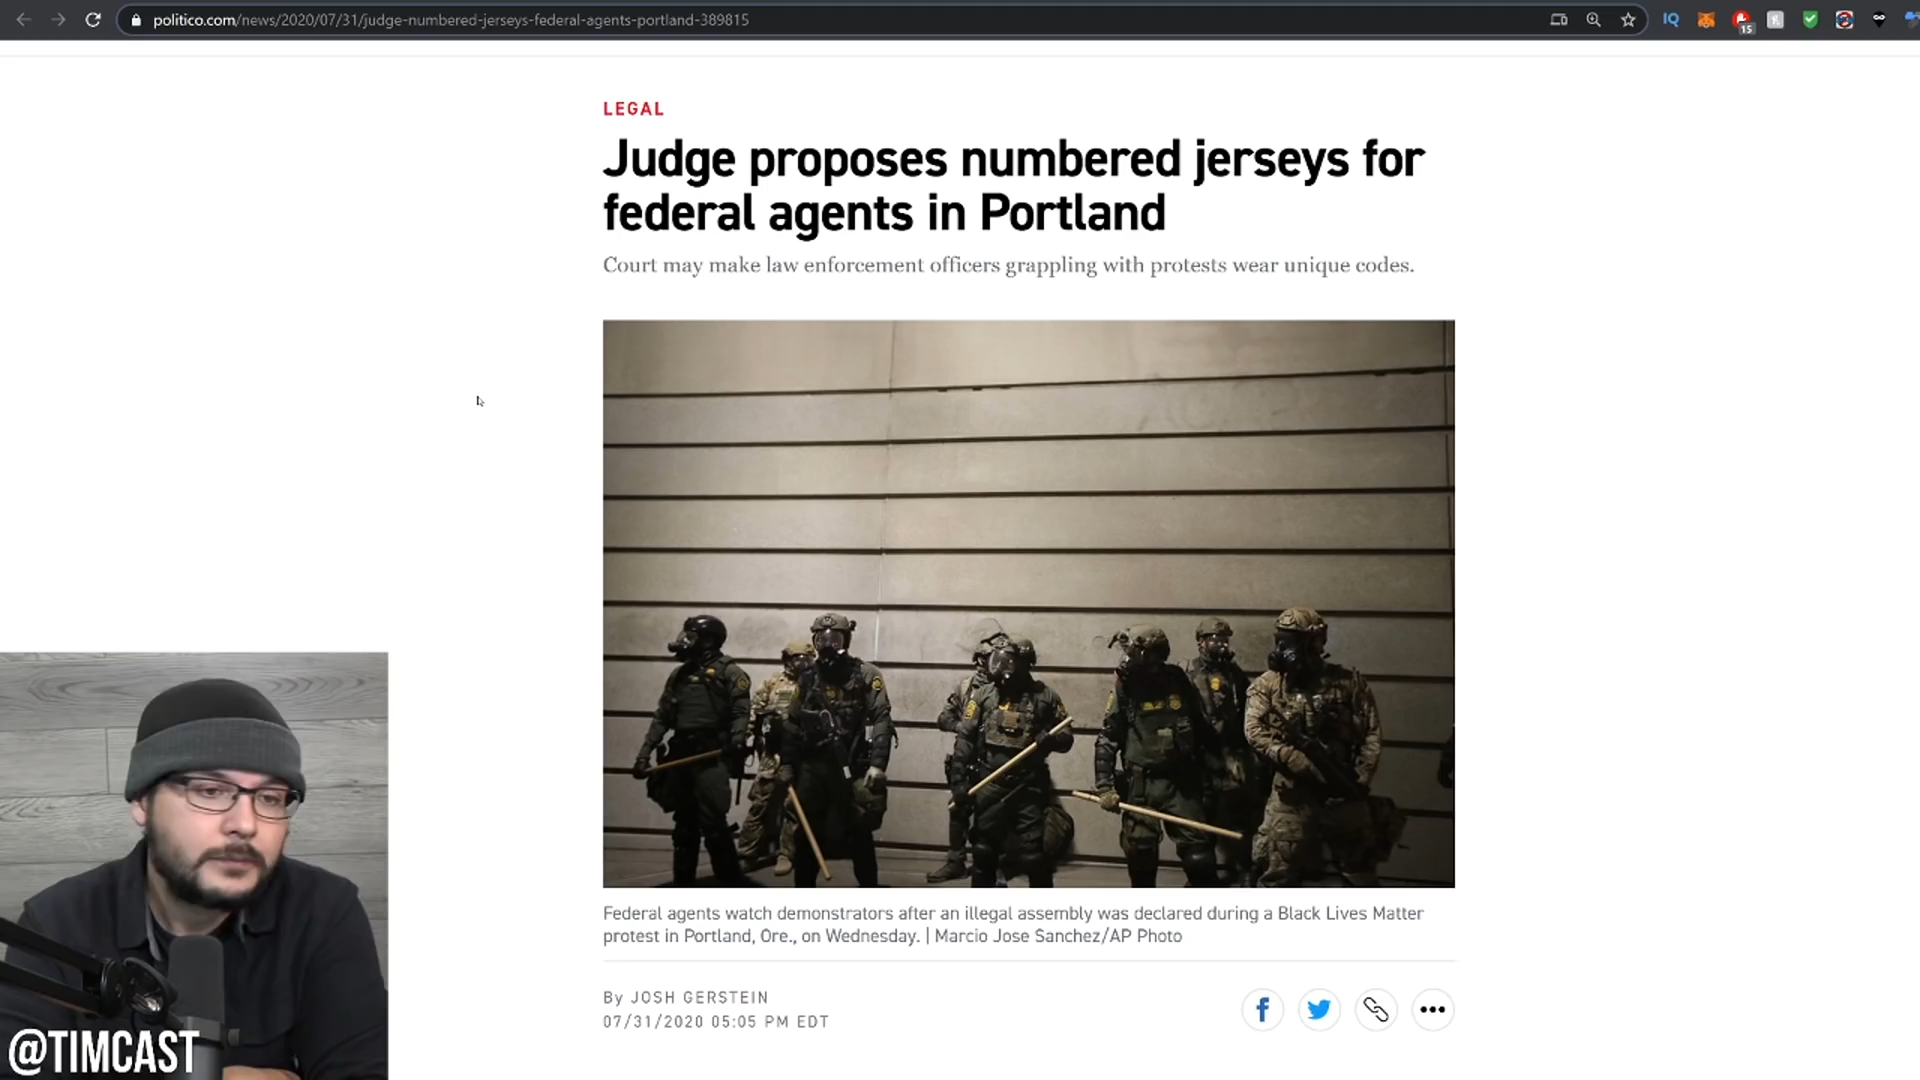 politico.com/news/2020/07/31/judge-numbered-jerseys-federal-agents-portland-389815
IQ
15
LEGAL
Judge proposes numbered jerseys for
federal agents in Portland
Court may make law enforcement officers grappling with protests wear unique codes.
Federal agents watch demonstrators after an illegal assembly was declared during a Black Lives Matter
protest in Portland, Ore., on Wednesday. | Marcio Jose Sanchez/AP Photo
By JOSH GERSTEIN
07/31/2020 05:05 PM EDT
@TIMCAST